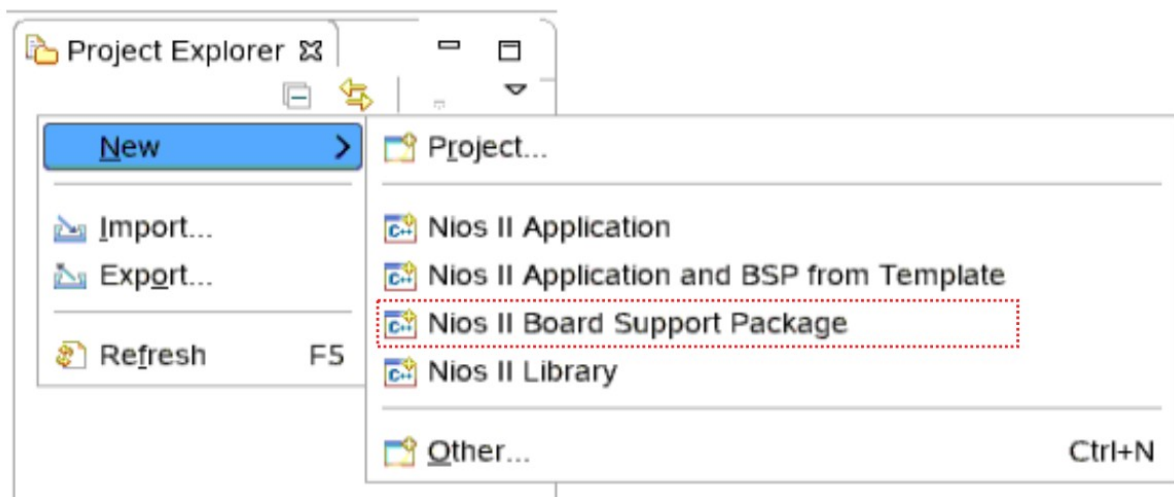 Project Explorer
New
Import...
Export...
Refresh F5
Project...
Nios II Application
Nios II Application and BSP from Template
Nios II Board Support Package
Nios II Library
Other... Ctrl+N